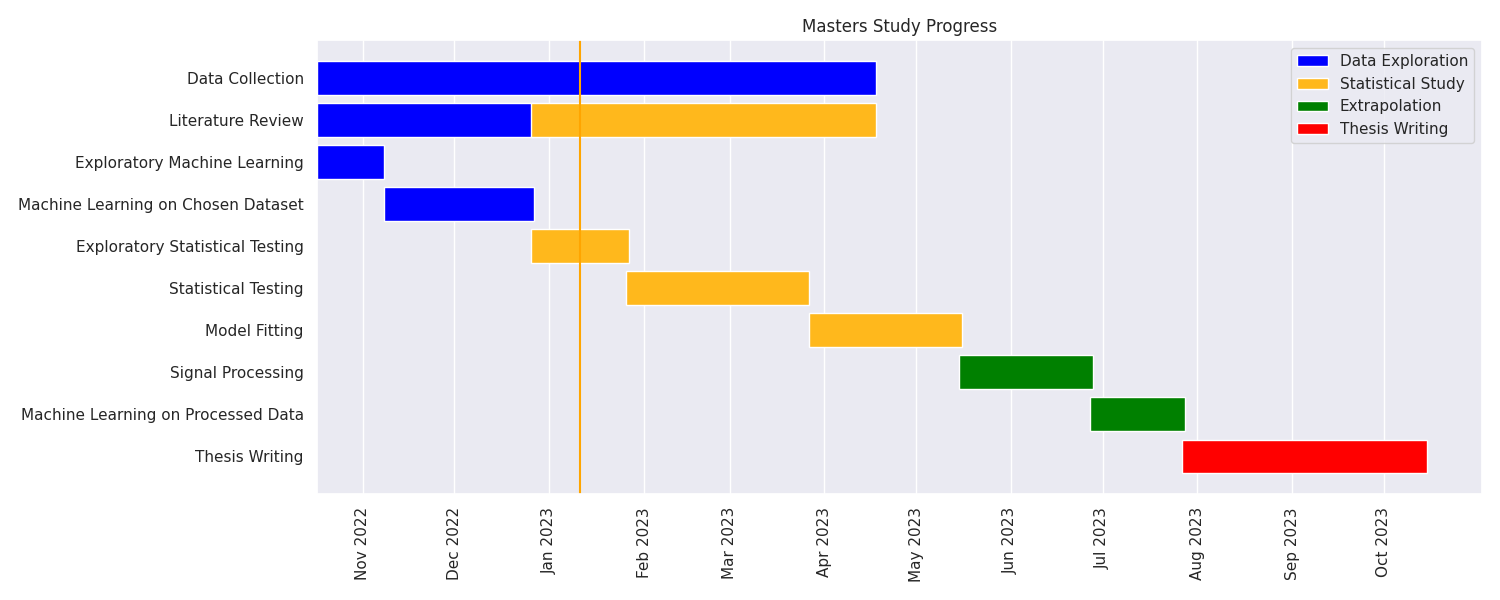 Masters Study Progress
Data Exploration
Statistical Study
Extrapolation
Thesis Writing
Data Collection
Literature Review
Exploratory Machine Learning
Machine Learning on Chosen Dataset
Exploratory Statistical Testing
Statistical Testing
Model Fitting
Signal Processing
Machine Learning on Processed Data
Thesis Writing
Nov 2022
Dec 2022
Jan 2023
Feb 2023
Mar 2023
Apr 2023
May 2023
Jun 2023
Jul 2023
Aug 2023
Sep 2023
Oct 2023